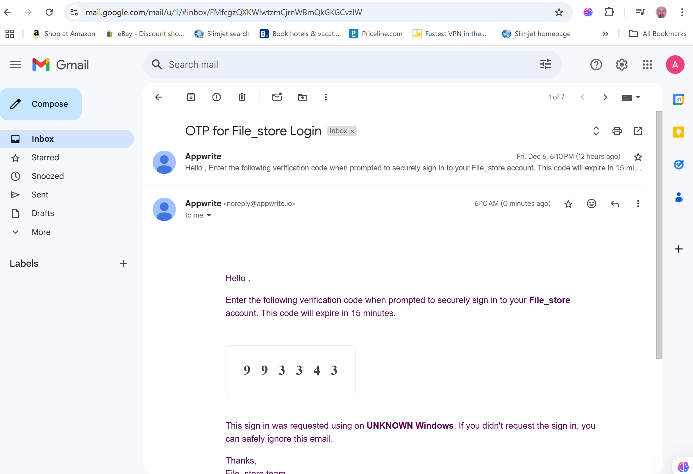 mail.google.com/mail/u/1/#inbox/FMfcgzQXKWlwtzmCjrnWBmQkGKGCvzlW
Shop at Amazon
eBay - Discount sho...
Slimjet search
Book hotels & vacat...
Priceline.com
Fastest VPN in the...
Slimjet homepage
»
All Bookmarks
Gmail
Search mail
A
Compose
1 of 7
Inbox
Starred
Snoozed
Sent
Drafts
More
Labels
OTP for File_store Login Inbox x
Appwrite Fri, Dec 6, 6:10 PM (12 hours ago)
Hello , Enter the following verification code when prompted to securely sign in to your File_store account. This code will expire in 15 mi...
Appwrite <noreply@appwrite.io> 6:10 AM (0 minutes ago)
to me
Hello ,
Enter the following verification code when prompted to securely sign in to your File_store
account. This code will expire in 15 minutes.
9 9 3 3 4 3
This sign in was requested using on UNKNOWN Windows. If you didn't request the sign in, you
can safely ignore this email.
Thanks,
File_store team